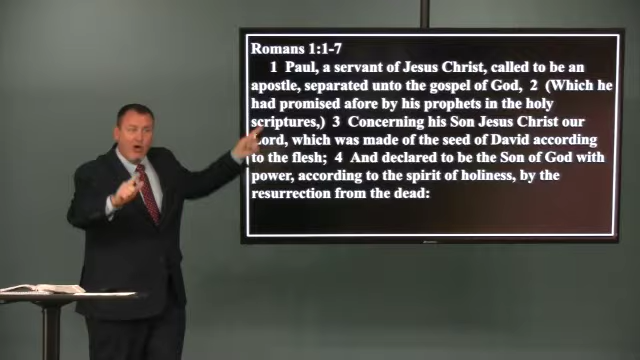 Romans 1:1-7
1 Paul, a servant of Jesus Christ, called to be an
apostle, separated unto the gospel of God, 2 (Which he
had promised afore by his prophets in the holy
scriptures,) 3 Concerning his Son Jesus Christ our
Lord, which was made of the seed of David according
to the flesh; 4 And declared to be the Son of God with
power, according to the spirit of holiness, by the
resurrection from the dead: